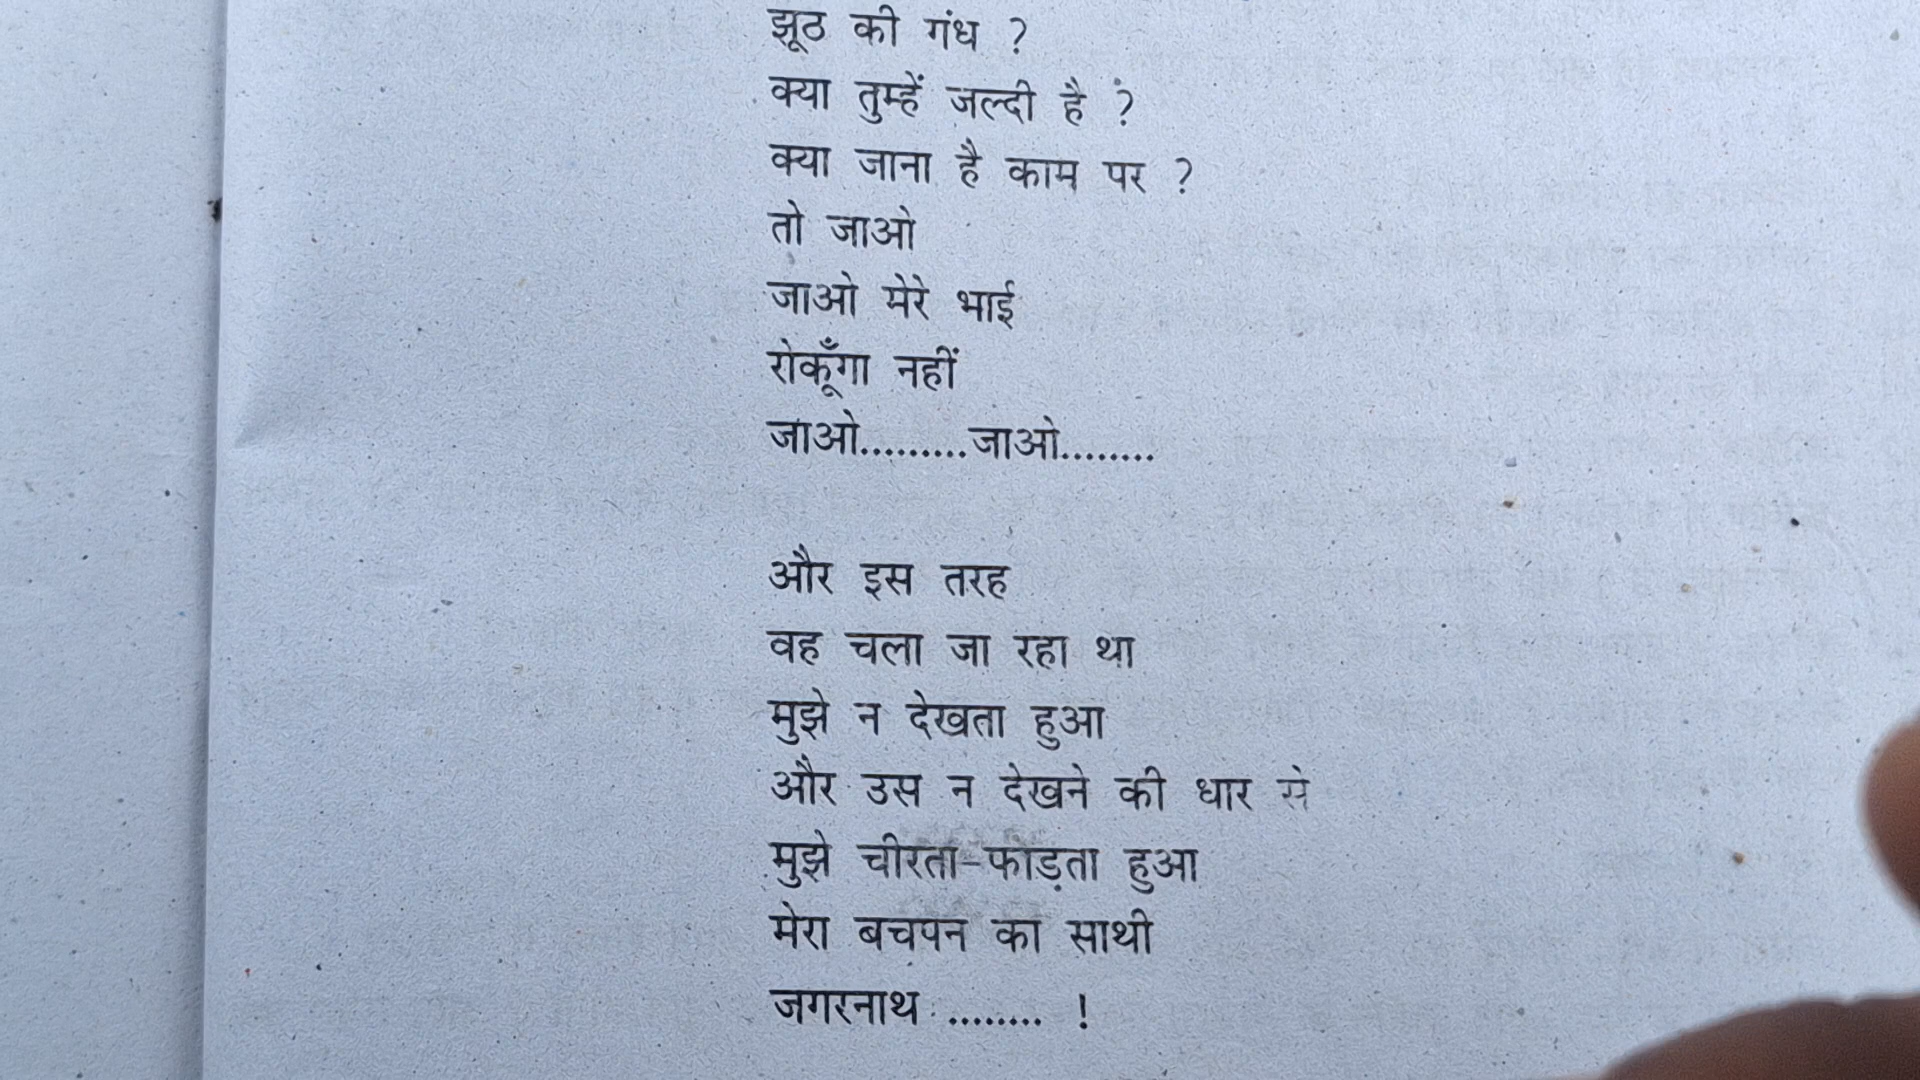 झूठ की गंध ?
क्या तुम्हें जल्दी है ?
क्या जाना है काम पर ?
तो जाओ
जाओ मेरे भाई
रोकूँगा नहीं
जाओ.........जाओ........
और इस तरह
वह चला जा रहा था
मुझे न देखता हुआ
और उस न देखने की धार से
मुझे चीरता-फाड़ता हुआ
मेरा बचपन का साथी
जगरनाथ ........ !